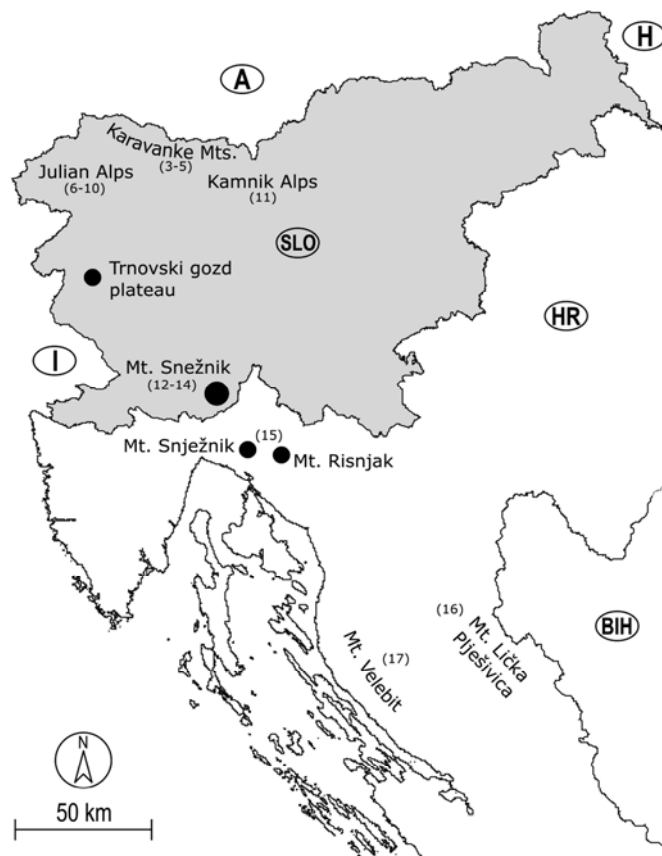 H
A
Karavanke Mts.
(3-5)
Julian Alps
(6-10)
Kamnik Alps
(11)
SLO
Trnovski gozd
plateau
HR
I
Mt. Snežnik
(12-14)
(15)
Mt. Snježnik
Mt. Risnjak
(16)
Mt. Lička
Plješivica
BIH
Mt. Velebit
(17)
N
50 km